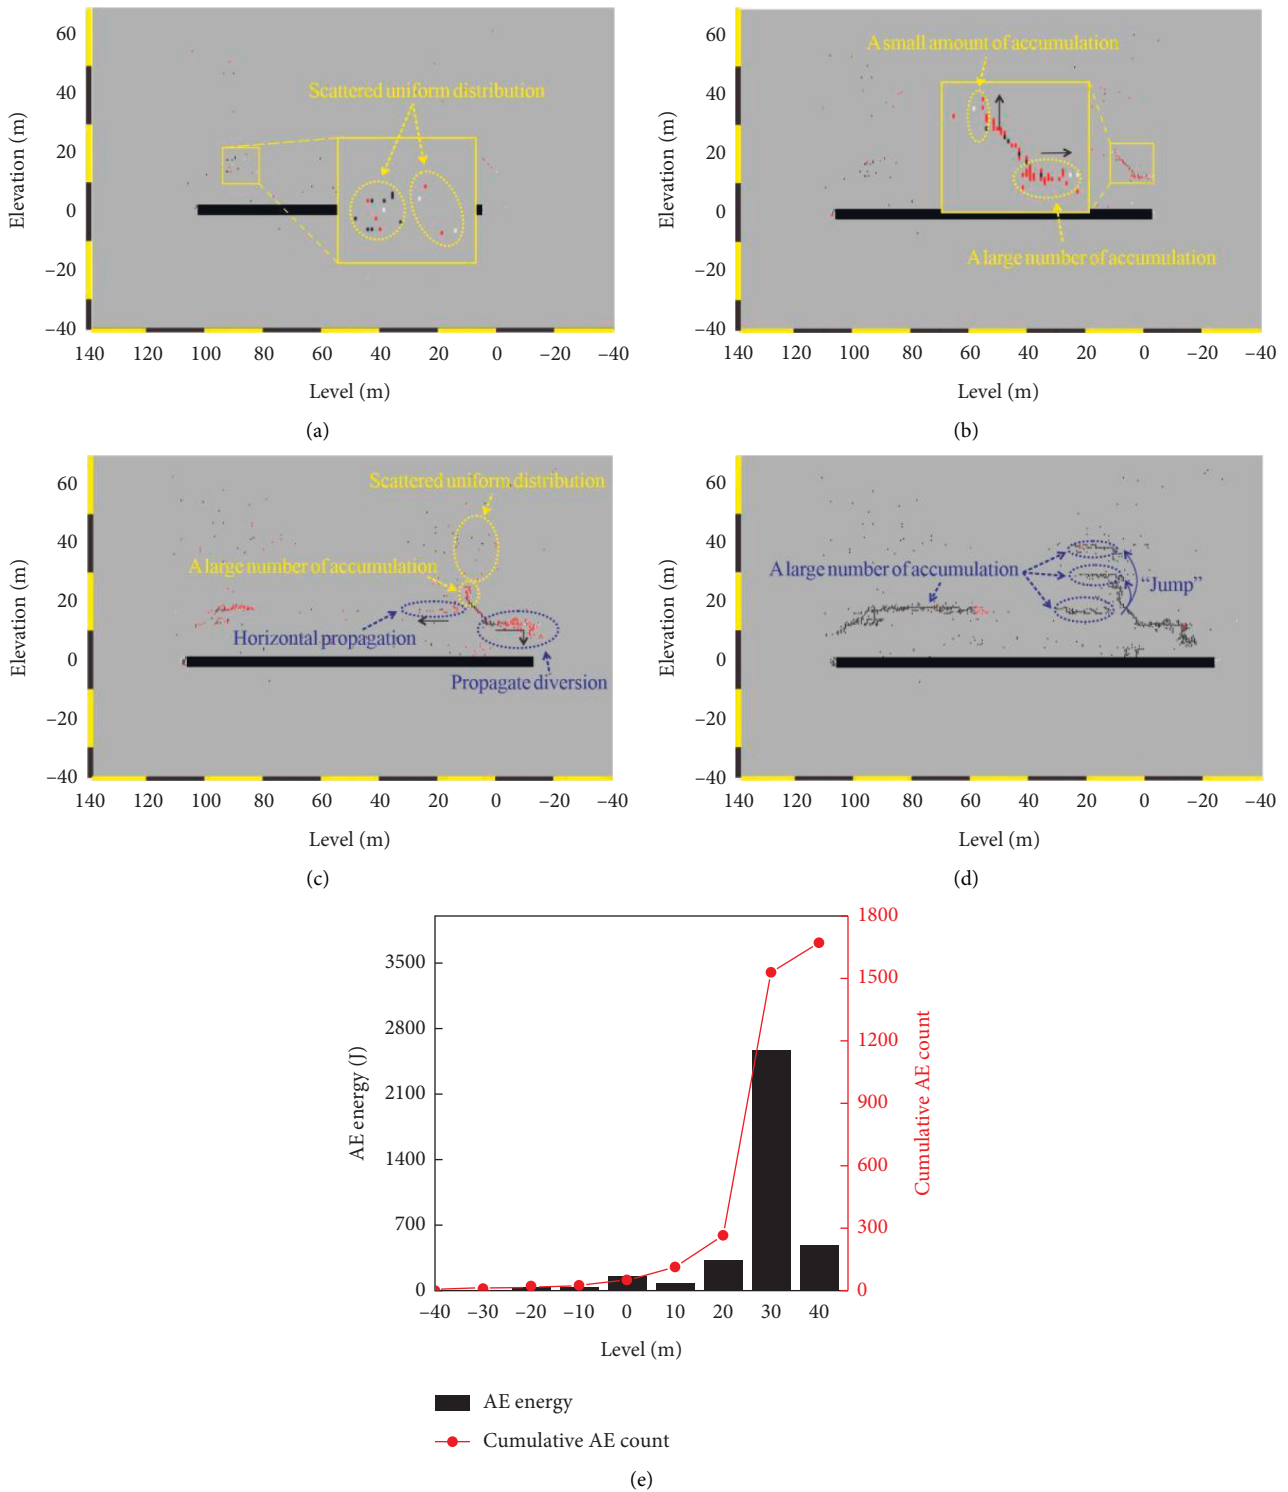 60
40
20
0
–20
–40
Elevation (m)
Scattered uniform distribution
140 120 100 80 60 40 20 0 –20 –40
Level (m)
(a)
60
40
20
0
–20
–40
Elevation (m)
A small amount of accumulation
A large number of accumulation
140 120 100 80 60 40 20 0 –20 –40
Level (m)
(b)
60
40
20
0
–20
–40
Elevation (m)
Scattered uniform distribution
A large number of accumulation
Horizontal propagation
Propagate diversion
140 120 100 80 60 40 20 0 –20 –40
Level (m)
(c)
60
40
20
0
–20
–40
Elevation (m)
A large number of accumulation
“Jump”
140 120 100 80 60 40 20 0 –20 –40
Level (m)
(d)
3500
2800
2100
1400
700
0
AE energy (J)
1800
1500
1200
900
600
300
0
Cumulative AE count
–40 –30 –20 –10 0 10 20 30 40
Level (m)
AE energy
Cumulative AE count
(e)